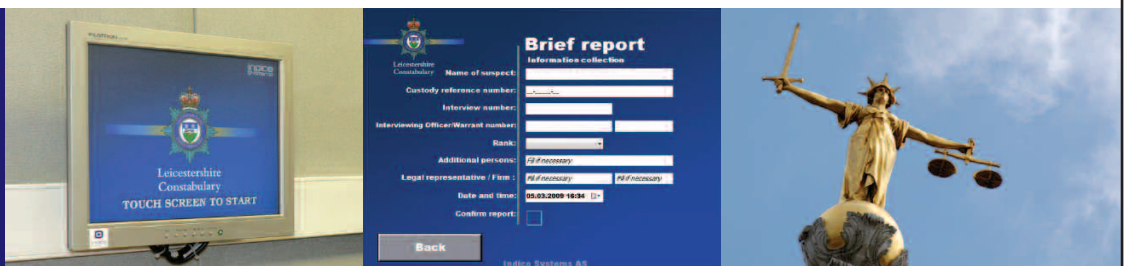 indice
Leicestershire
Constabulary
TOUCH SCREEN TO START
Leicestershire
Constabulary
Brief report
Information collection
Name of suspect:
Custody reference number:
Interview number:
Interviewing Officer/Warrant number:
Rank:
Additional persons: Fill if necessary
Legal representative / Firm : Fill if necessary Fill if necessary
Date and time: 05.03.2009 16:34
Confirm report:
Back
Indico Systems AS